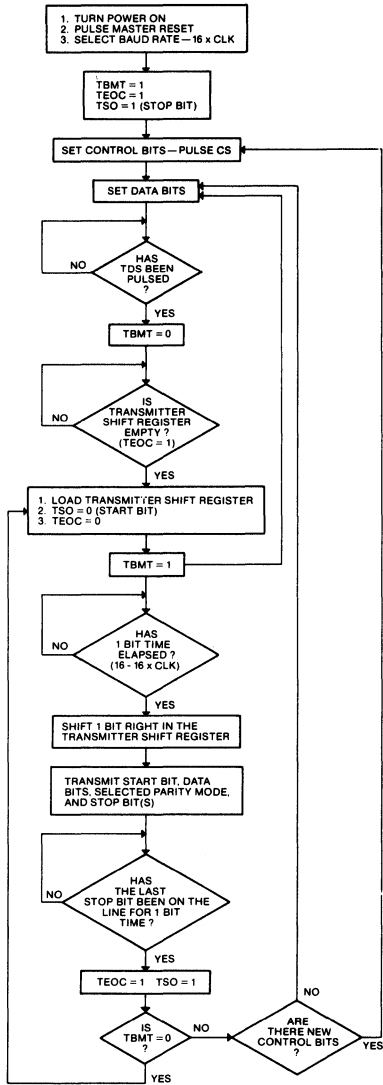 1. TURN POWER ON
2. PULSE MASTER RESET
3. SELECT BAUD RATE — 16 x CLK
TBMT = 1
TEOC = 1
TSO = 1 (STOP BIT)
SET CONTROL BITS — PULSE CS
SET DATA BITS
HAS
TDS BEEN
PULSED
?
NO
YES
TBMT = 0
IS
TRANSMITTER
SHIFT REGISTER
EMPTY ?
(TEOC = 1)
NO
YES
1. LOAD TRANSMITTER SHIFT REGISTER
2. TSO = 0 (START BIT)
3. TEOC = 0
TBMT = 1
HAS
1 BIT TIME
ELAPSED ?
(16 - 16 x CLK)
NO
YES
SHIFT 1 BIT RIGHT IN THE
TRANSMITTER SHIFT REGISTER
TRANSMIT START BIT, DATA
BITS, SELECTED PARITY MODE,
AND STOP BIT(S)
HAS
THE LAST
STOP BIT BEEN ON THE
LINE FOR 1 BIT
TIME ?
NO
YES
TEOC = 1 TSO = 1
IS
TBMT = 0
?
NO
YES
ARE
THERE NEW
CONTROL BITS
?
NO
YES